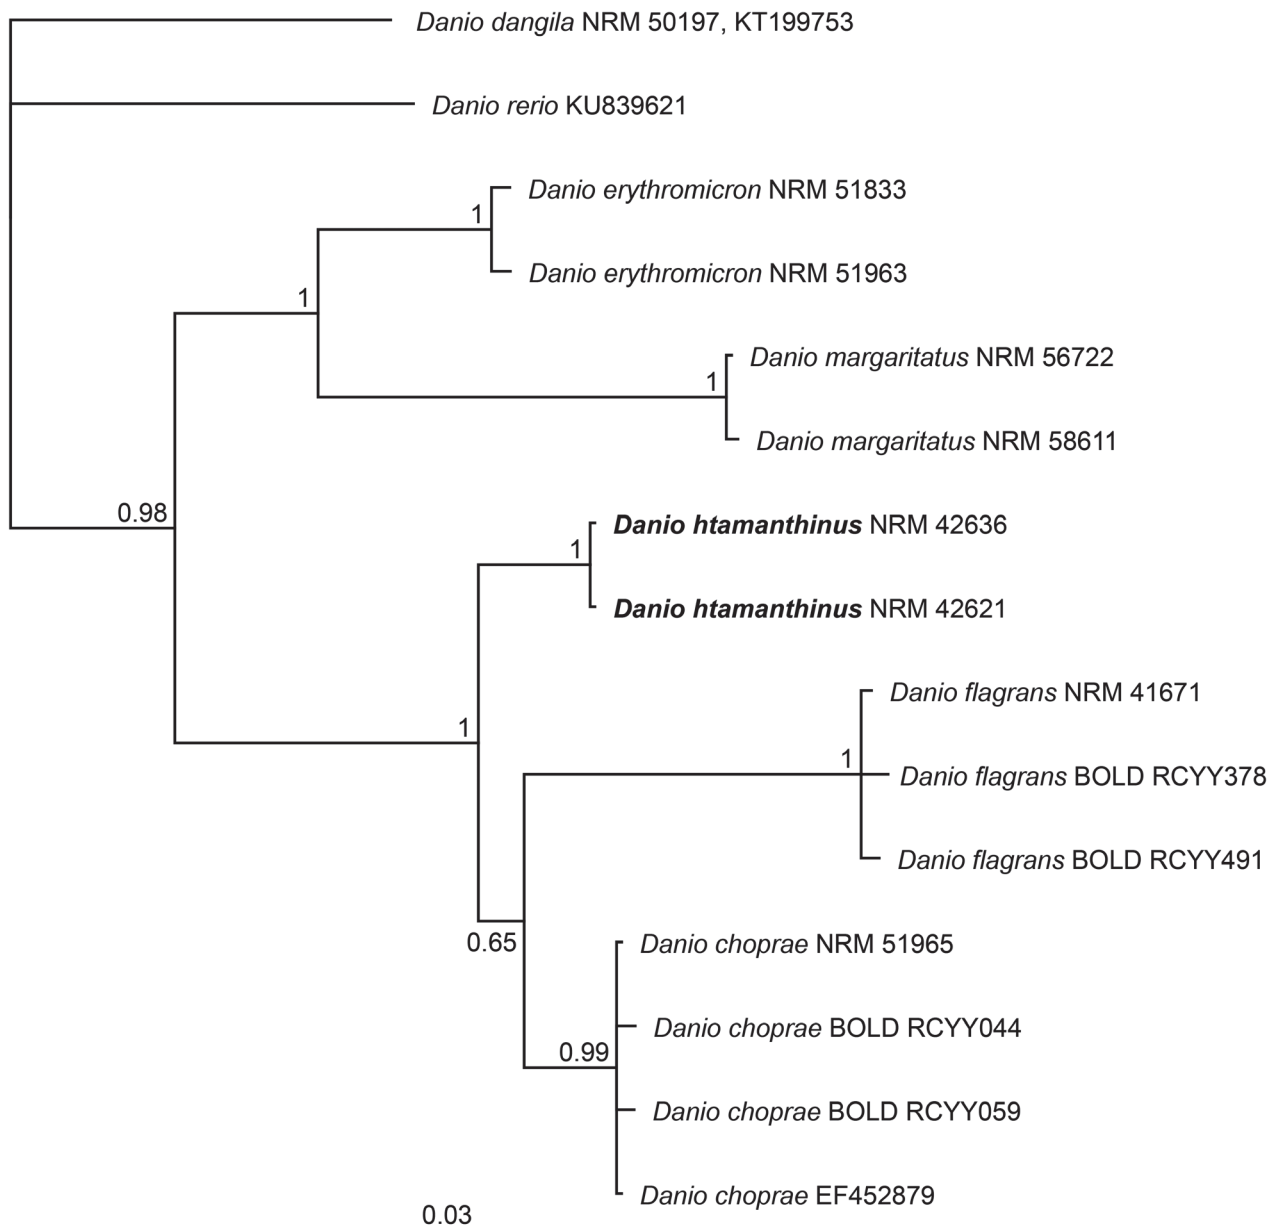 Danio dangila NRM 50197, KT199753
Danio rerio KU839621
Danio erythromicron NRM 51833
1
Danio erythromicron NRM 51963
1
Danio margaritatus NRM 56722
1
Danio margaritatus NRM 58611
0.98
Danio htamanthinus NRM 42636
1
Danio htamanthinus NRM 42621
Danio flagrans NRM 41671
1
1
Danio flagrans BOLD RCYY378
Danio flagrans BOLD RCYY491
0.65
Danio choprae NRM 51965
Danio choprae BOLD RCYY044
0.99
Danio choprae BOLD RCYY059
Danio choprae EF452879
0.03